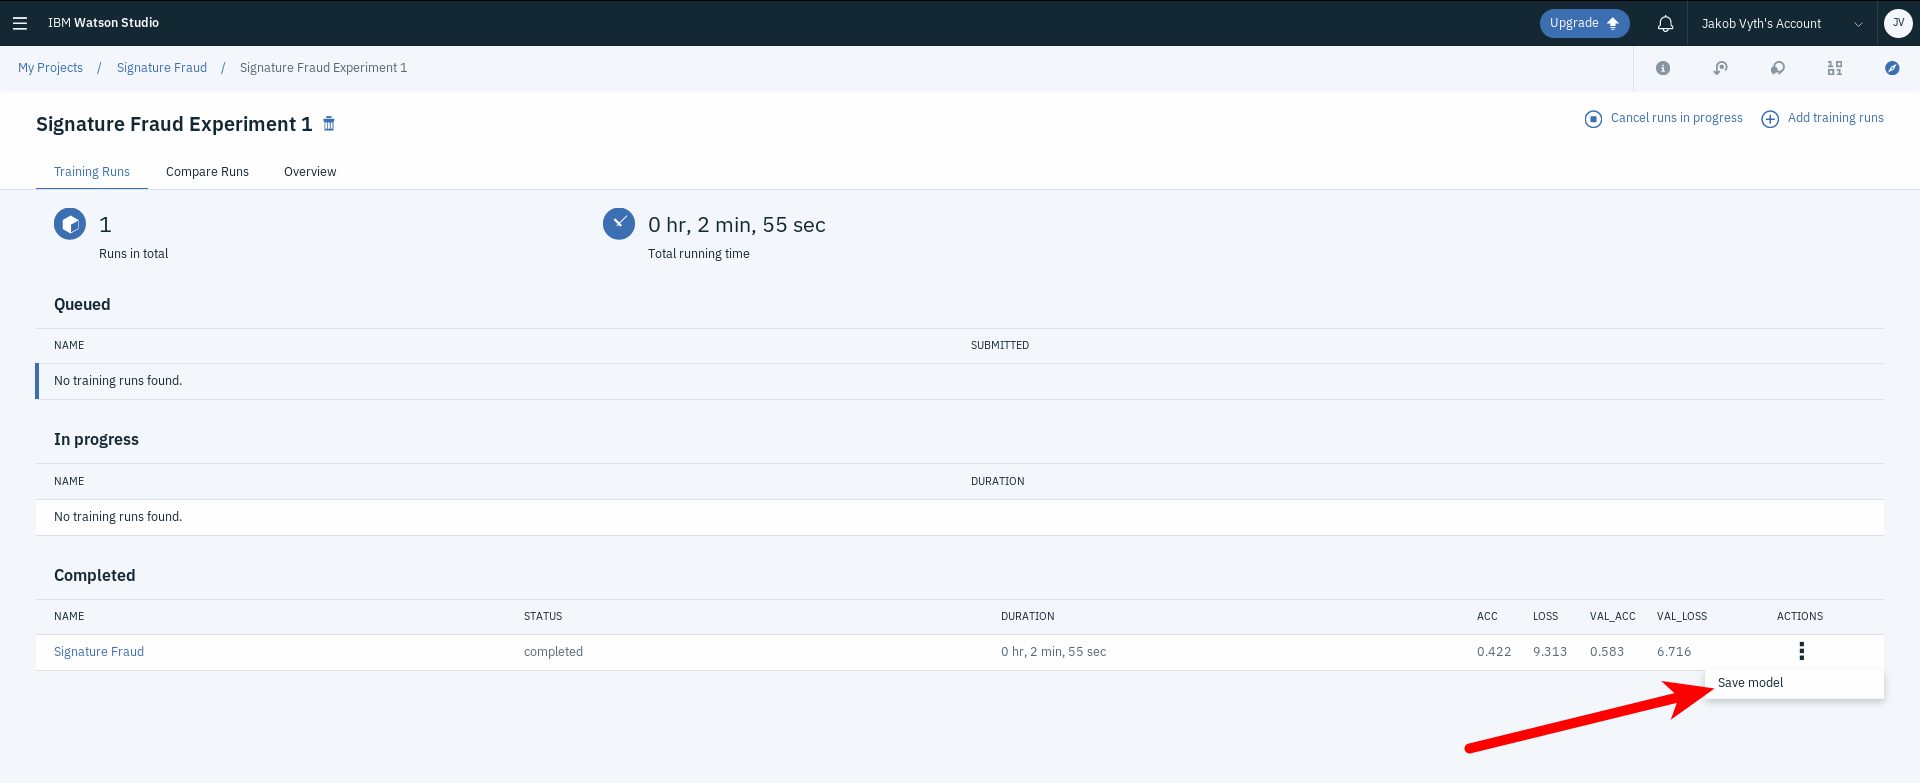 IBM Watson Studio
Upgrade
Jakob Vyth's Account
JV
My Projects / Signature Fraud / Signature Fraud Experiment 1
Signature Fraud Experiment 1
Cancel runs in progress
Add training runs
Training Runs
Compare Runs
Overview
1
Runs in total
0 hr, 2 min, 55 sec
Total running time
Queued
NAME SUBMITTED
No training runs found.
In progress
NAME DURATION
No training runs found.
Completed
NAME STATUS DURATION ACC LOSS VAL_ACC VAL_LOSS ACTIONS
Signature Fraud completed 0 hr, 2 min, 55 sec 0.422 9.313 0.583 6.716
Save model